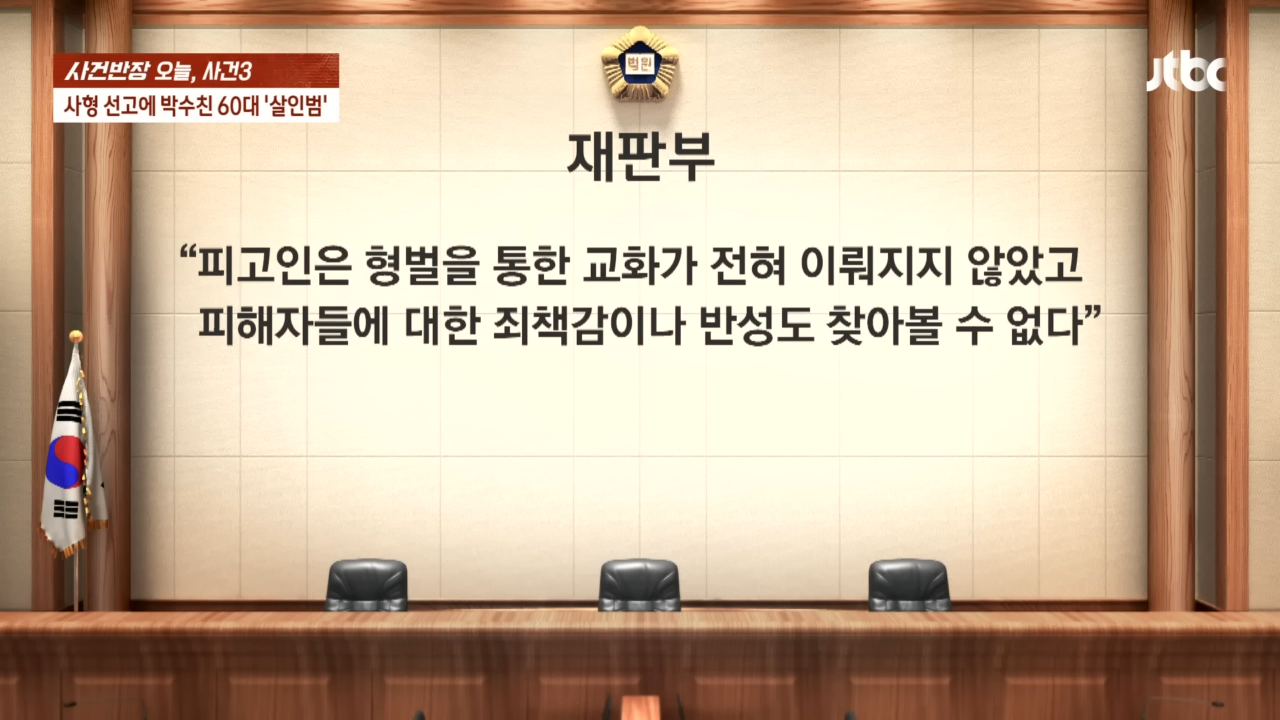 사건반장 오늘, 사건3
사형 선고에 박수친 60대 '살인범'
jtbc
법원
재판부
“피고인은 형벌을 통한 교화가 전혀 이뤄지지 않았고
피해자들에 대한 죄책감이나 반성도 찾아볼 수 없다”